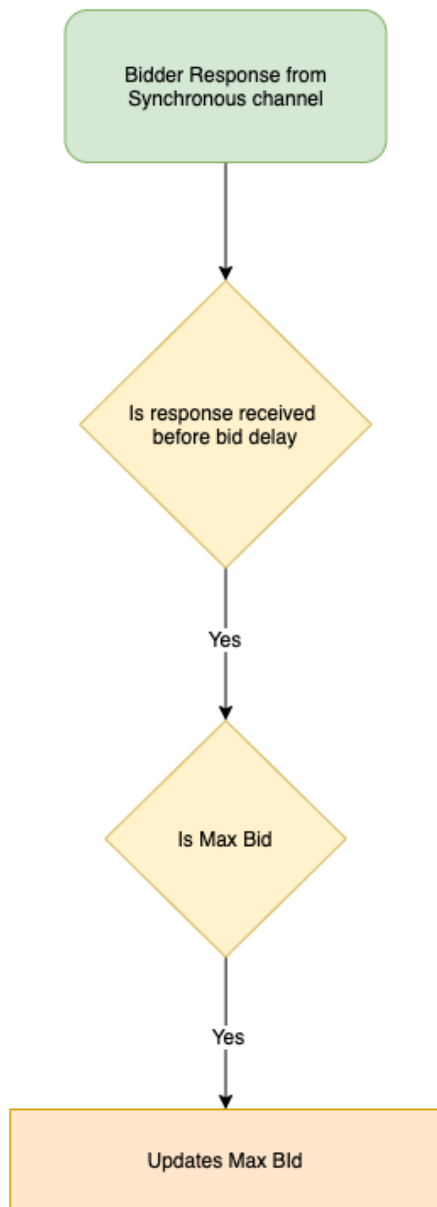 Bidder Response from
Synchronous channel
Is response received
before bid delay
Yes
Is Max Bid
Yes
Updates Max BId